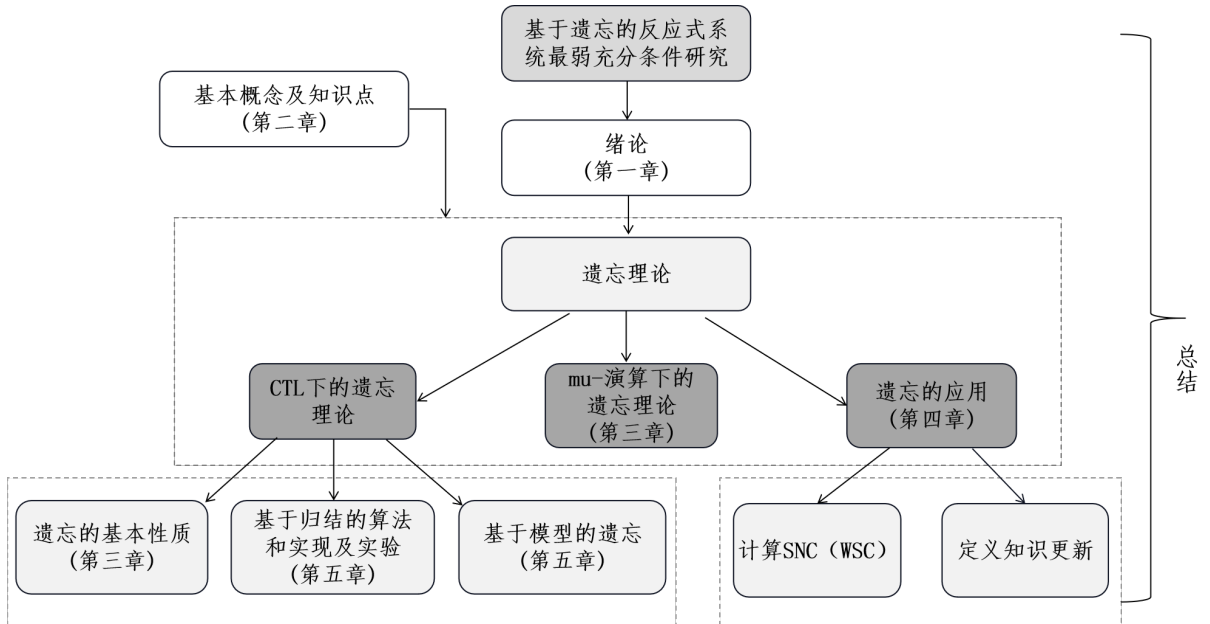 基于遗忘的反应式系
统最弱充分条件研究
基本概念及知识点
(第二章)
绪论
(第一章)
遗忘理论
CTL下的遗忘
理论
mu-演算下的
遗忘理论
(第三章)
遗忘的应用
(第四章)
遗忘的基本性质
(第三章)
基于归结的算法
和实现及实验
(第五章)
基于模型的遗忘
(第五章)
计算SNC（WSC）
定义知识更新
总结